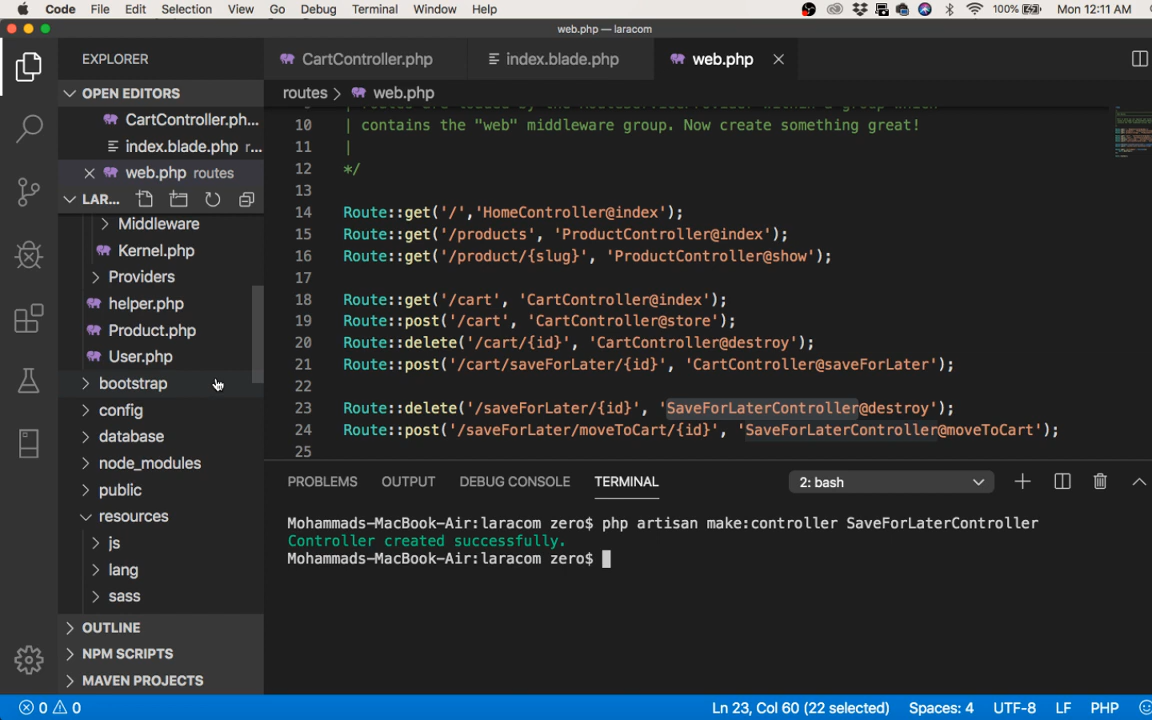 Code File Edit Selection View Go Debug Terminal Window Help 100% Mon 12:11 AM
web.php — laracom
EXPLORER
OPEN EDITORS
CartController.ph...
index.blade.php r...
web.php routes
LAR...
Middleware
Kernel.php
Providers
helper.php
Product.php
User.php
bootstrap
config
database
node_modules
public
resources
js
lang
sass
OUTLINE
NPM SCRIPTS
MAVEN PROJECTS
CartController.php index.blade.php web.php
routes > web.php
10 | contains the "web" middleware group. Now create something great!
11 |
12 */
13
14 Route::get('/','HomeController@index');
15 Route::get('/products', 'ProductController@index');
16 Route::get('/product/{slug}', 'ProductController@show');
17
18 Route::get('/cart', 'CartController@index');
19 Route::post('/cart', 'CartController@store');
20 Route::delete('/cart/{id}', 'CartController@destroy');
21 Route::post('/cart/saveForLater/{id}', 'CartController@saveForLater');
22
23 Route::delete('/saveForLater/{id}', 'SaveForLaterController@destroy');
24 Route::post('/saveForLater/moveToCart/{id}', 'SaveForLaterController@moveToCart');
25
PROBLEMS OUTPUT DEBUG CONSOLE TERMINAL 2: bash
Mohammads-MacBook-Air:laracom zero$ php artisan make:controller SaveForLaterController
Controller created successfully.
Mohammads-MacBook-Air:laracom zero$
0 0 Ln 23, Col 60 (22 selected) Spaces: 4 UTF-8 LF PHP